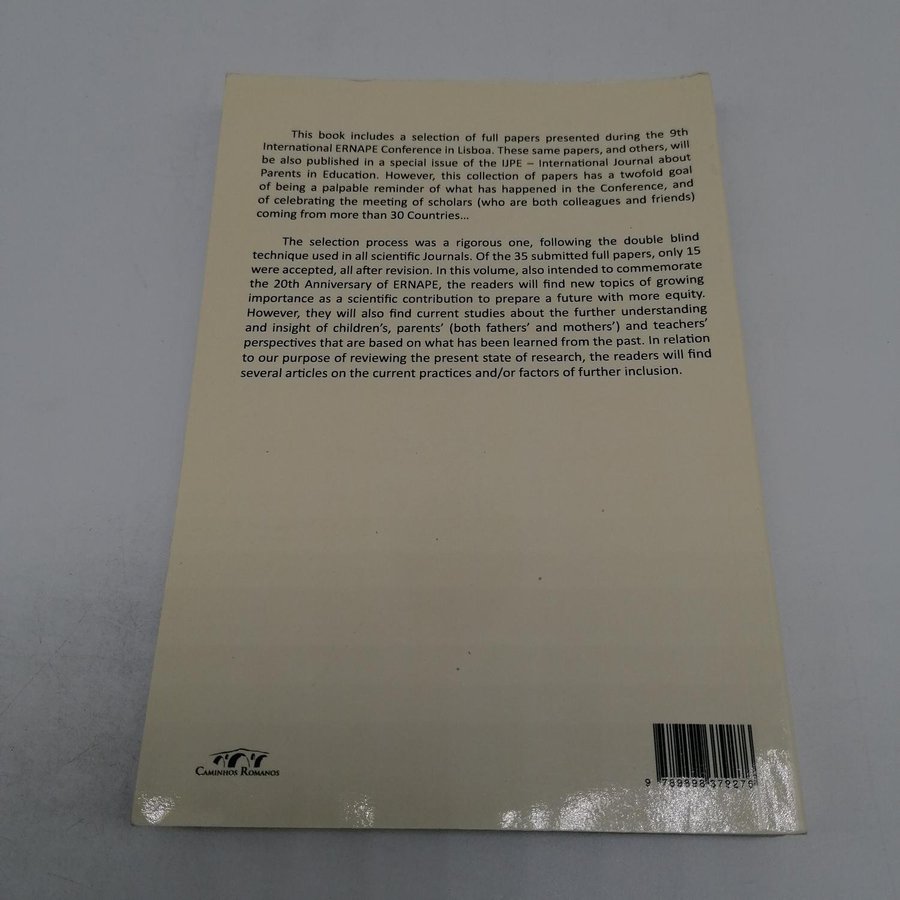 This book includes a selection of full papers presented during the 9th
International ERNAPE Conference in Lisboa. These same papers, and others, will
be also published in a special issue of the IJPE – International Journal about
Parents in Education. However, this collection of papers has a twofold goal
of being a palpable reminder of what has happened in the Conference, and
of celebrating the meeting of scholars (who are both colleagues and friends)
coming from more than 30 Countries...
The selection process was a rigorous one, following the double blind
technique used in all scientific Journals. Of the 35 submitted full papers, only 15
were accepted, all after revision. In this volume, also intended to commemorate
the 20th Anniversary of ERNAPE, the readers will find new topics of growing
importance as a scientific contribution to prepare a future with more equity.
However, they will also find current studies about the further understanding
and insight of children's, parents' (both fathers' and mothers') and teachers'
perspectives that are based on what has been learned from the past. In relation
to our purpose of reviewing the present state of research, the readers will find
several articles on the current practices and/or factors of further inclusion.
CAMINHOS ROMANOS
9 789898 379276